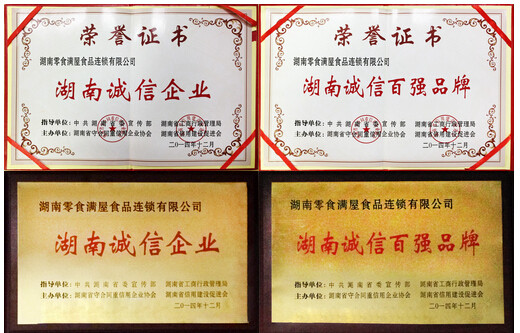 荣誉证书
湖南零食满屋食品连锁有限公司
湖南诚信企业
指导单位：中共湖南省委宣传部 湖南省工商行政管理局
主办单位：湖南省守合同重信用企业协会 湖南省信用建设促进会
二〇一四年十二月
荣誉证书
湖南零食满屋食品连锁有限公司
湖南诚信百强品牌
指导单位：中共湖南省委宣传部 湖南省工商行政管理局
主办单位：湖南省守合同重信用企业协会 湖南省信用建设促进会
二〇一四年十二月
湖南零食满屋食品连锁有限公司
湖南诚信企业
指导单位：中共湖南省委宣传部 湖南省工商行政管理局
主办单位：湖南省守合同重信用企业协会 湖南省信用建设促进会
二〇一四年十二月
湖南零食满屋食品连锁有限公司
湖南诚信百强品牌
指导单位：中共湖南省委宣传部 湖南省工商行政管理局
主办单位：湖南省守合同重信用企业协会 湖南省信用建设促进会
二〇一四年十二月